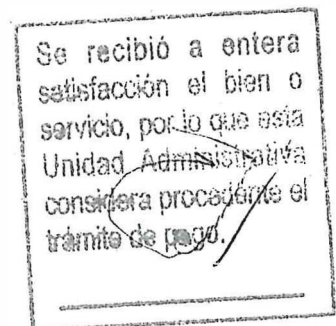 Se recibió a entera
satisfacción el bien o
servicio, por lo que esta
Unidad Administrativa
considera procedente el
trámite de pago.